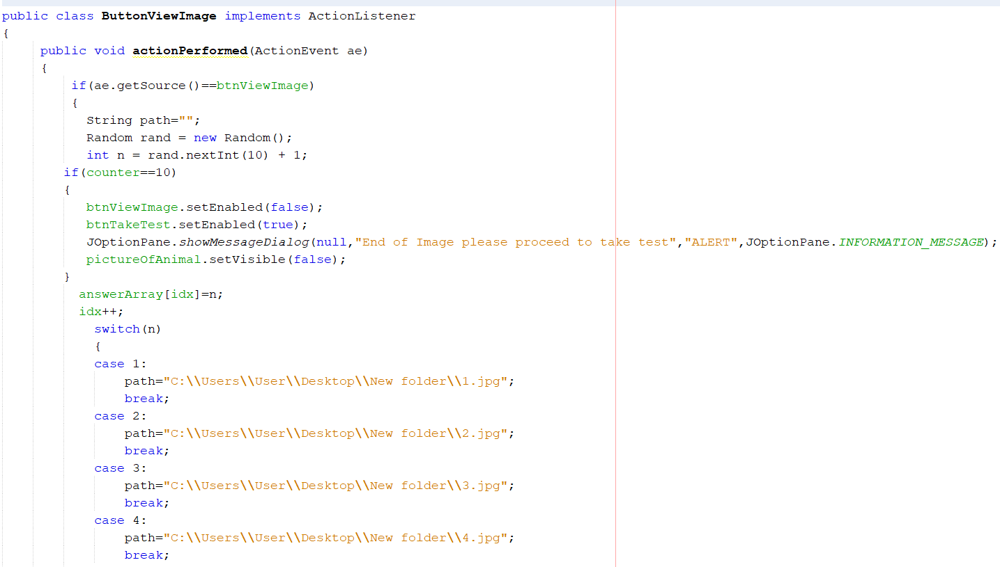 public class ButtonViewImage implements ActionListener
{
public void actionPerformed(ActionEvent ae)
{
if(ae.getSource()==btnViewImage)
{
String path="";
Random rand = new Random();
int n = rand.nextInt(10) + 1;
if(counter==10)
{
btnViewImage.setEnabled(false);
btnTakeTest.setEnabled(true);
JOptionPane.showMessageDialog(null,"End of Image please proceed to take test","ALERT",JOptionPane.INFORMATION_MESSAGE);
pictureOfAnimal.setVisible(false);
}
answerArray[idx]=n;
idx++;
switch(n)
{
case 1:
path="C:\\Users\\User\\Desktop\\New folder\\1.jpg";
break;
case 2:
path="C:\\Users\\User\\Desktop\\New folder\\2.jpg";
break;
case 3:
path="C:\\Users\\User\\Desktop\\New folder\\3.jpg";
break;
case 4:
path="C:\\Users\\User\\Desktop\\New folder\\4.jpg";
break;